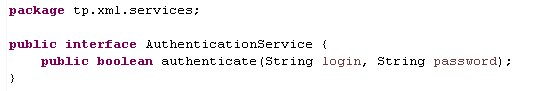 package tp.xml.services;
public interface AuthenticationService {
public boolean authenticate(String login, String password);
}